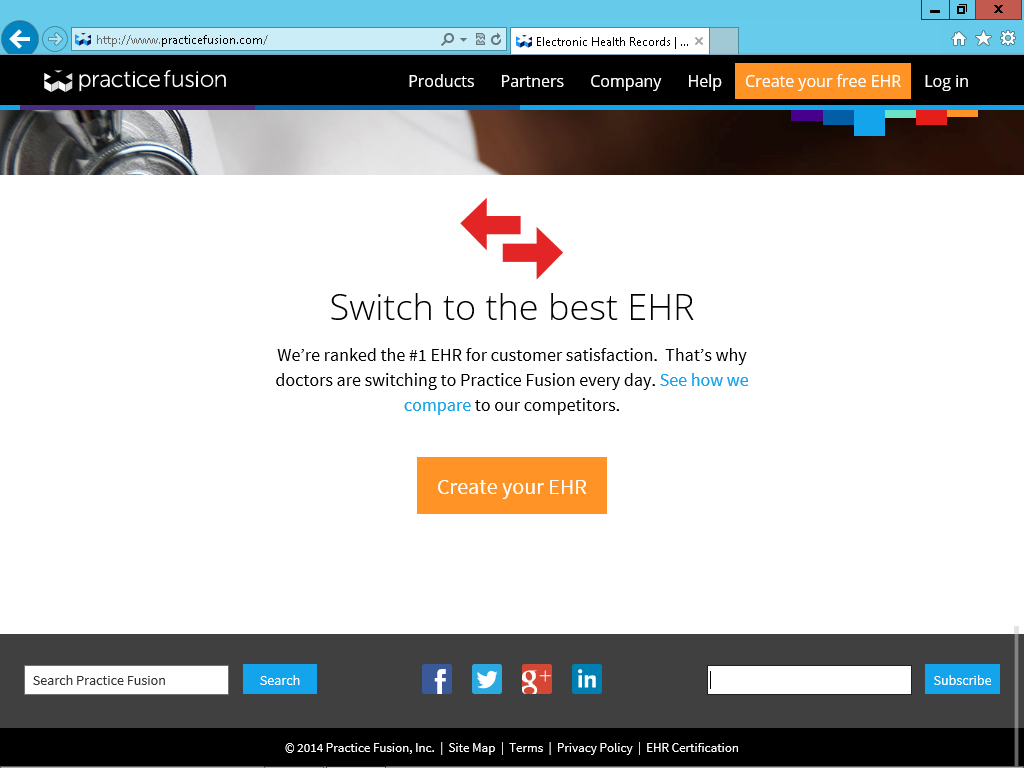 http://www.practicefusion.com/
Electronic Health Records | ...
practice fusion
Products
Partners
Company
Help
Create your free EHR
Log in
Switch to the best EHR
We're ranked the #1 EHR for customer satisfaction. That's why
doctors are switching to Practice Fusion every day. See how we
compare to our competitors.
Create your EHR
Search Practice Fusion
Search
f
g+
in
Subscribe
© 2014 Practice Fusion, Inc. | Site Map | Terms | Privacy Policy | EHR Certification